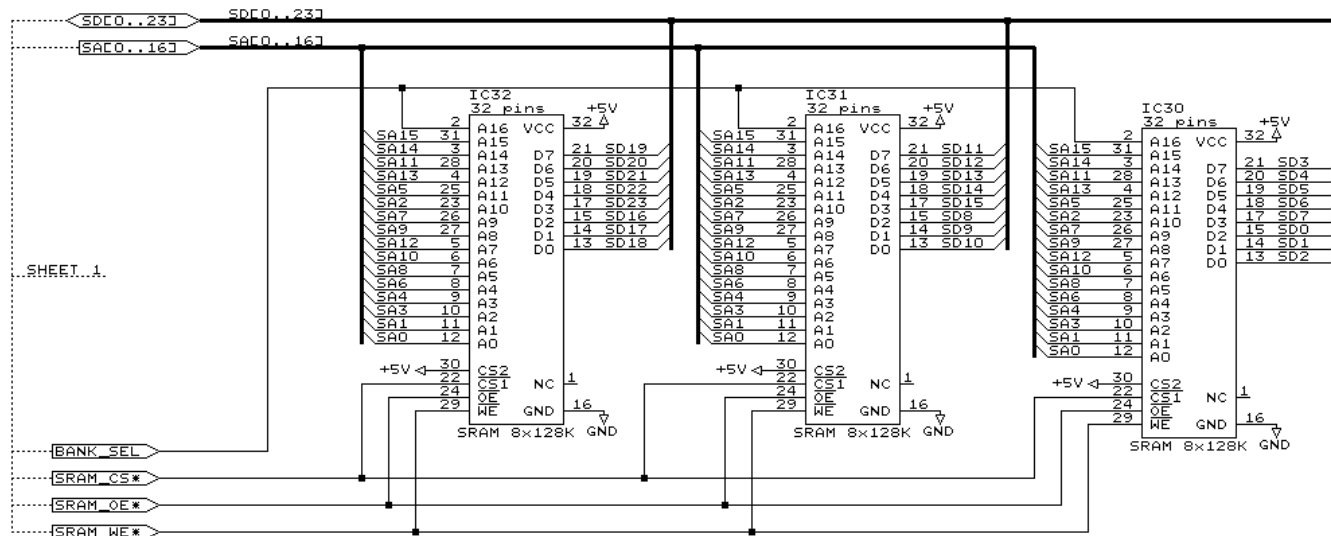 SD[0..23] SD[0..23]
SA[0..16] SA[0..16]
SHEET 1
BANK_SEL
SRAM_CS*
SRAM_OE*
SRAM_WE*
IC32
32 pins
+5V
2 A16 VCC 32
SA15 31 A15
SA14 3 A14 D7 21 SD19
SA11 28 A13 D6 20 SD20
SA13 4 A12 D5 19 SD21
SA5 25 A11 D4 18 SD22
SA2 23 A10 D3 17 SD23
SA7 26 A9 D2 15 SD16
SA9 27 A8 D1 14 SD17
SA12 5 A7 D0 13 SD18
SA10 6 A6
SA8 7 A5
SA6 8 A4
SA4 9 A3
SA3 10 A2
SA1 11 A1
SA0 12 A0
+5V 30 CS2
22 CS1 NC 1
24 OE
29 WE GND 16
SRAM 8x128K GND
IC31
32 pins
+5V
2 A16 VCC 32
SA15 31 A15
SA14 3 A14 D7 21 SD11
SA11 28 A13 D6 20 SD12
SA13 4 A12 D5 19 SD13
SA5 25 A11 D4 18 SD14
SA2 23 A10 D3 17 SD15
SA7 26 A9 D2 15 SD8
SA9 27 A8 D1 14 SD9
SA12 5 A7 D0 13 SD10
SA10 6 A6
SA8 7 A5
SA6 8 A4
SA4 9 A3
SA3 10 A2
SA1 11 A1
SA0 12 A0
+5V 30 CS2
22 CS1 NC 1
24 OE
29 WE GND 16
SRAM 8x128K GND
IC30
32 pins
+5V
2 A16 VCC 32
SA15 31 A15
SA14 3 A14 D7 21 SD3
SA11 28 A13 D6 20 SD4
SA13 4 A12 D5 19 SD5
SA5 25 A11 D4 18 SD6
SA2 23 A10 D3 17 SD7
SA7 26 A9 D2 15 SD0
SA9 27 A8 D1 14 SD1
SA12 5 A7 D0 13 SD2
SA10 6 A6
SA8 7 A5
SA6 8 A4
SA4 9 A3
SA3 10 A2
SA1 11 A1
SA0 12 A0
+5V 30 CS2
22 CS1 NC 1
24 OE
29 WE GND 16
SRAM 8x128K GND